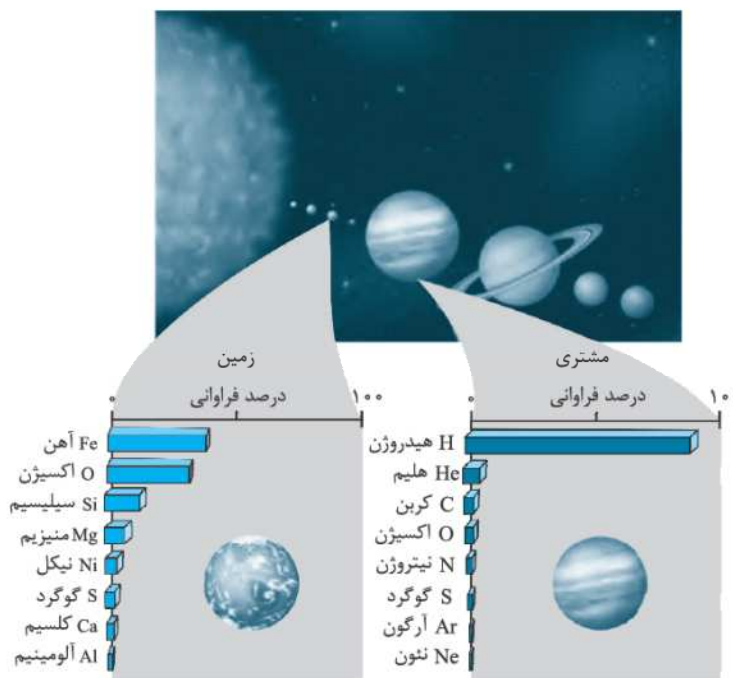 زمین
مشتری
درصد فراوانی
۰
۱۰۰
آهن Fe
اکسیژن O
سیلیسیم Si
منیزیم Mg
نیکل Ni
گوگرد S
کلسیم Ca
آلومینیم Al
درصد فراوانی
۰
۱۰
هیدروژن H
هلیم He
کربن C
اکسیژن O
نیتروژن N
گوگرد S
آرگون Ar
نئون Ne